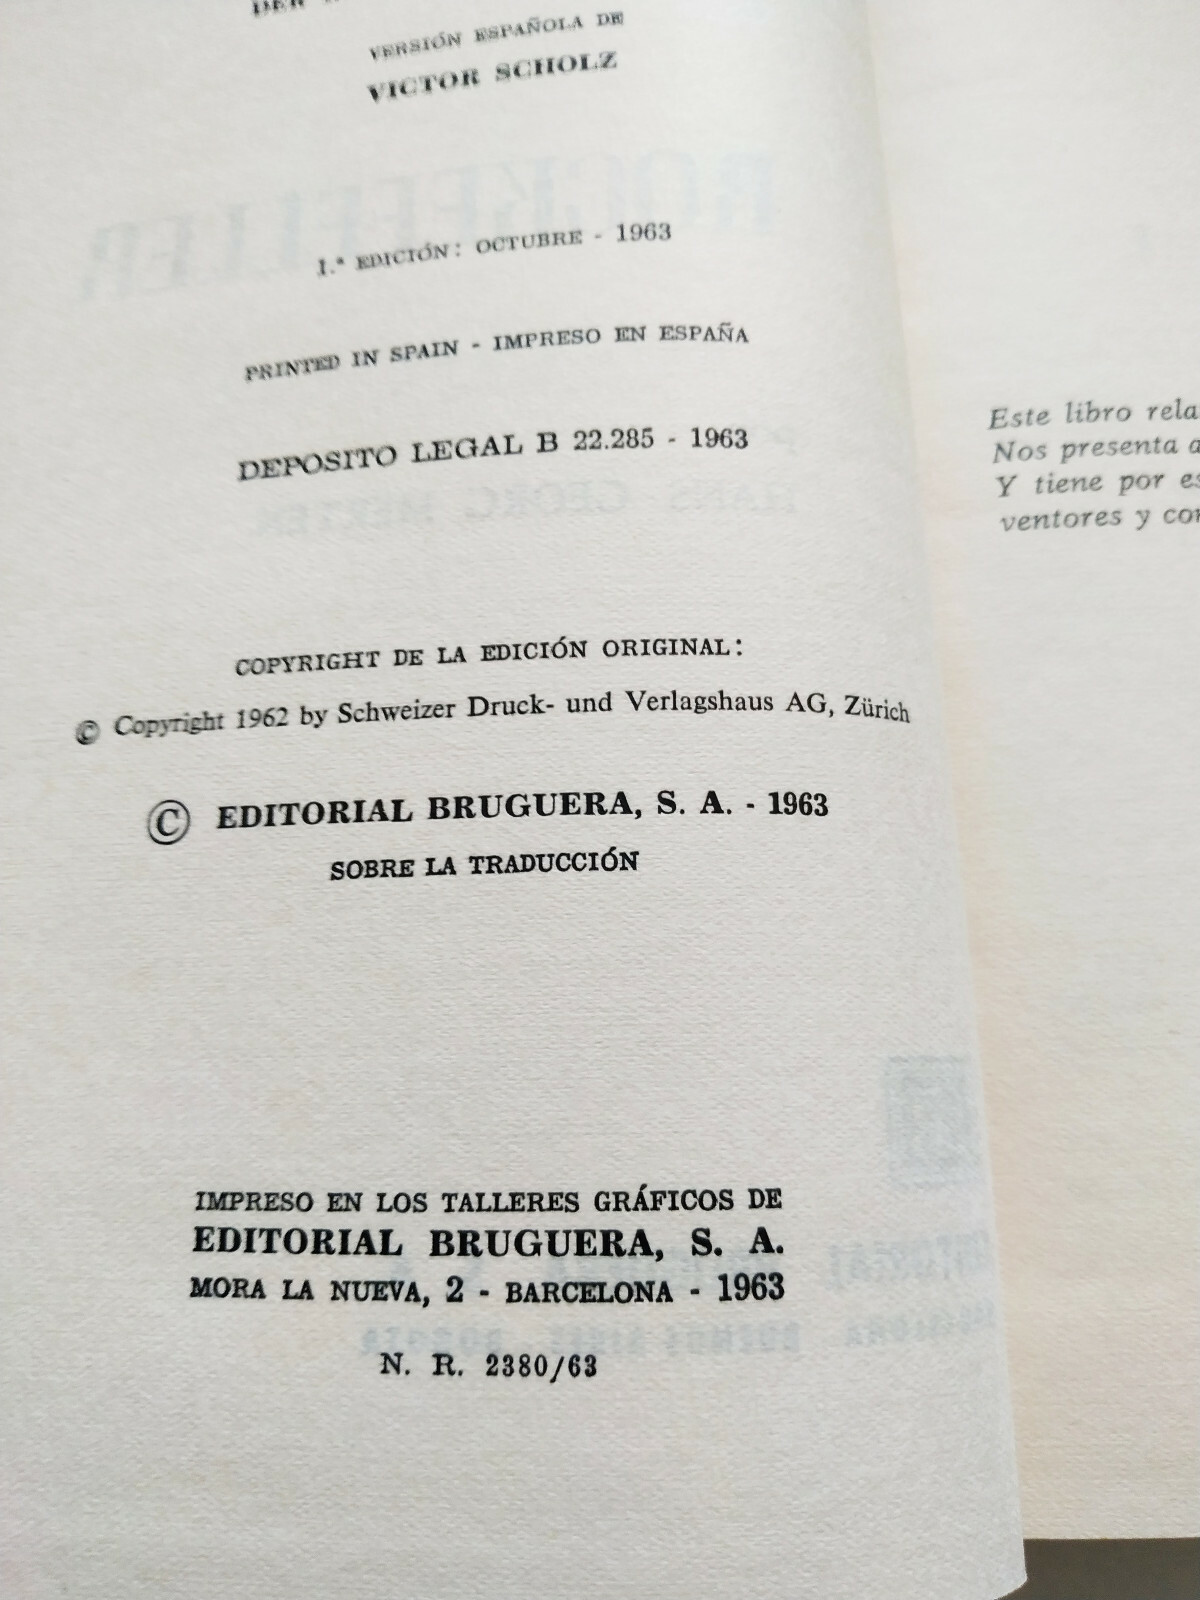 DER
VERSIÓN ESPAÑOLA DE
VICTOR SCHOLZ
1.ª EDICIÓN: OCTUBRE - 1963
PRINTED IN SPAIN - IMPRESO EN ESPAÑA
DEPOSITO LEGAL B 22.285 - 1963
COPYRIGHT DE LA EDICIÓN ORIGINAL:
© Copyright 1962 by Schweizer Druck- und Verlagshaus AG, Zürich
© EDITORIAL BRUGUERA, S. A. - 1963
SOBRE LA TRADUCCIÓN
IMPRESO EN LOS TALLERES GRÁFICOS DE
EDITORIAL BRUGUERA, S. A.
MORA LA NUEVA, 2 - BARCELONA - 1963
N. R. 2380/63
Este libro rela
Nos presenta a
Y tiene por es
ventores y con